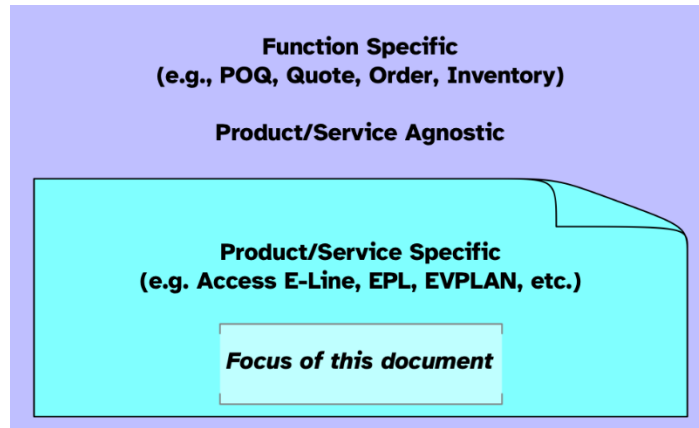 Function Specific
(e.g., POQ, Quote, Order, Inventory)
Product/Service Agnostic
Product/Service Specific
(e.g. Access E-Line, EPL, EVPLAN, etc.)
Focus of this document